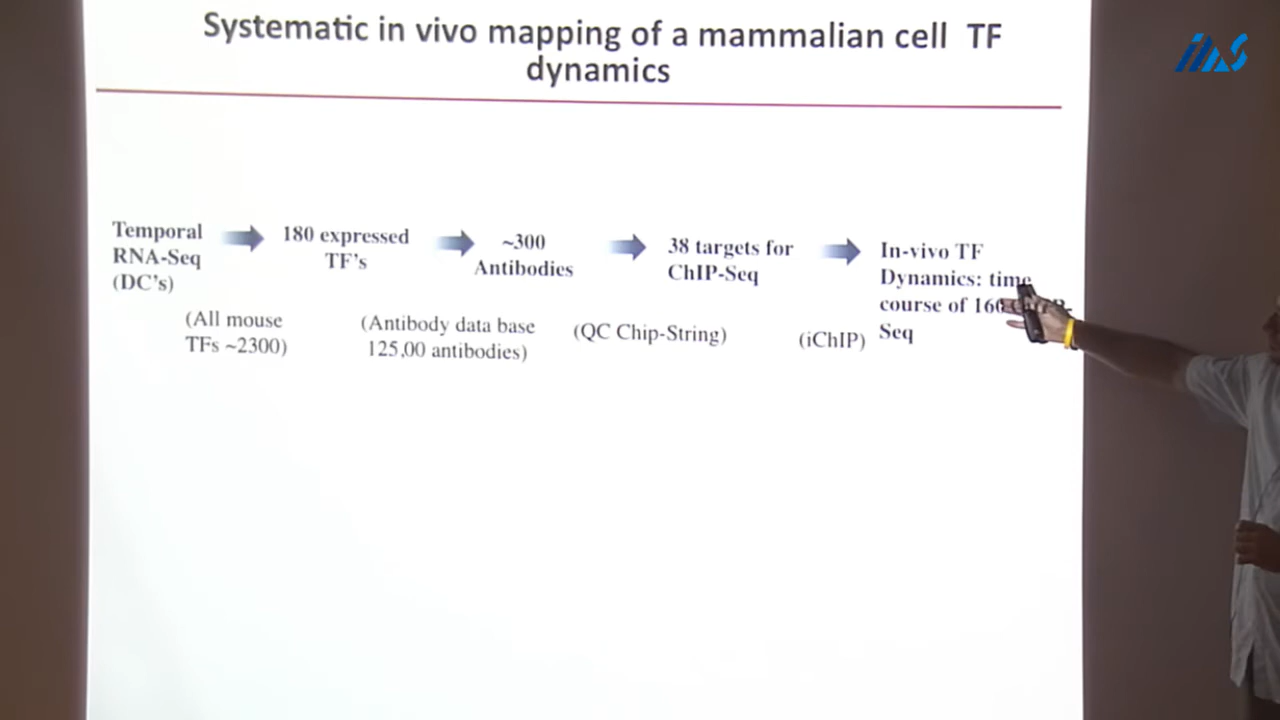 Systematic in vivo mapping of a mammalian cell TF
dynamics
Temporal
RNA-Seq
(DC's)
180 expressed
TF's
~300
Antibodies
38 targets for
ChIP-Seq
In-vivo TF
Dynamics: time
course of 160
Seq
(All mouse
TFs ~2300)
(Antibody data base
125,00 antibodies)
(QC Chip-String)
(iChIP)